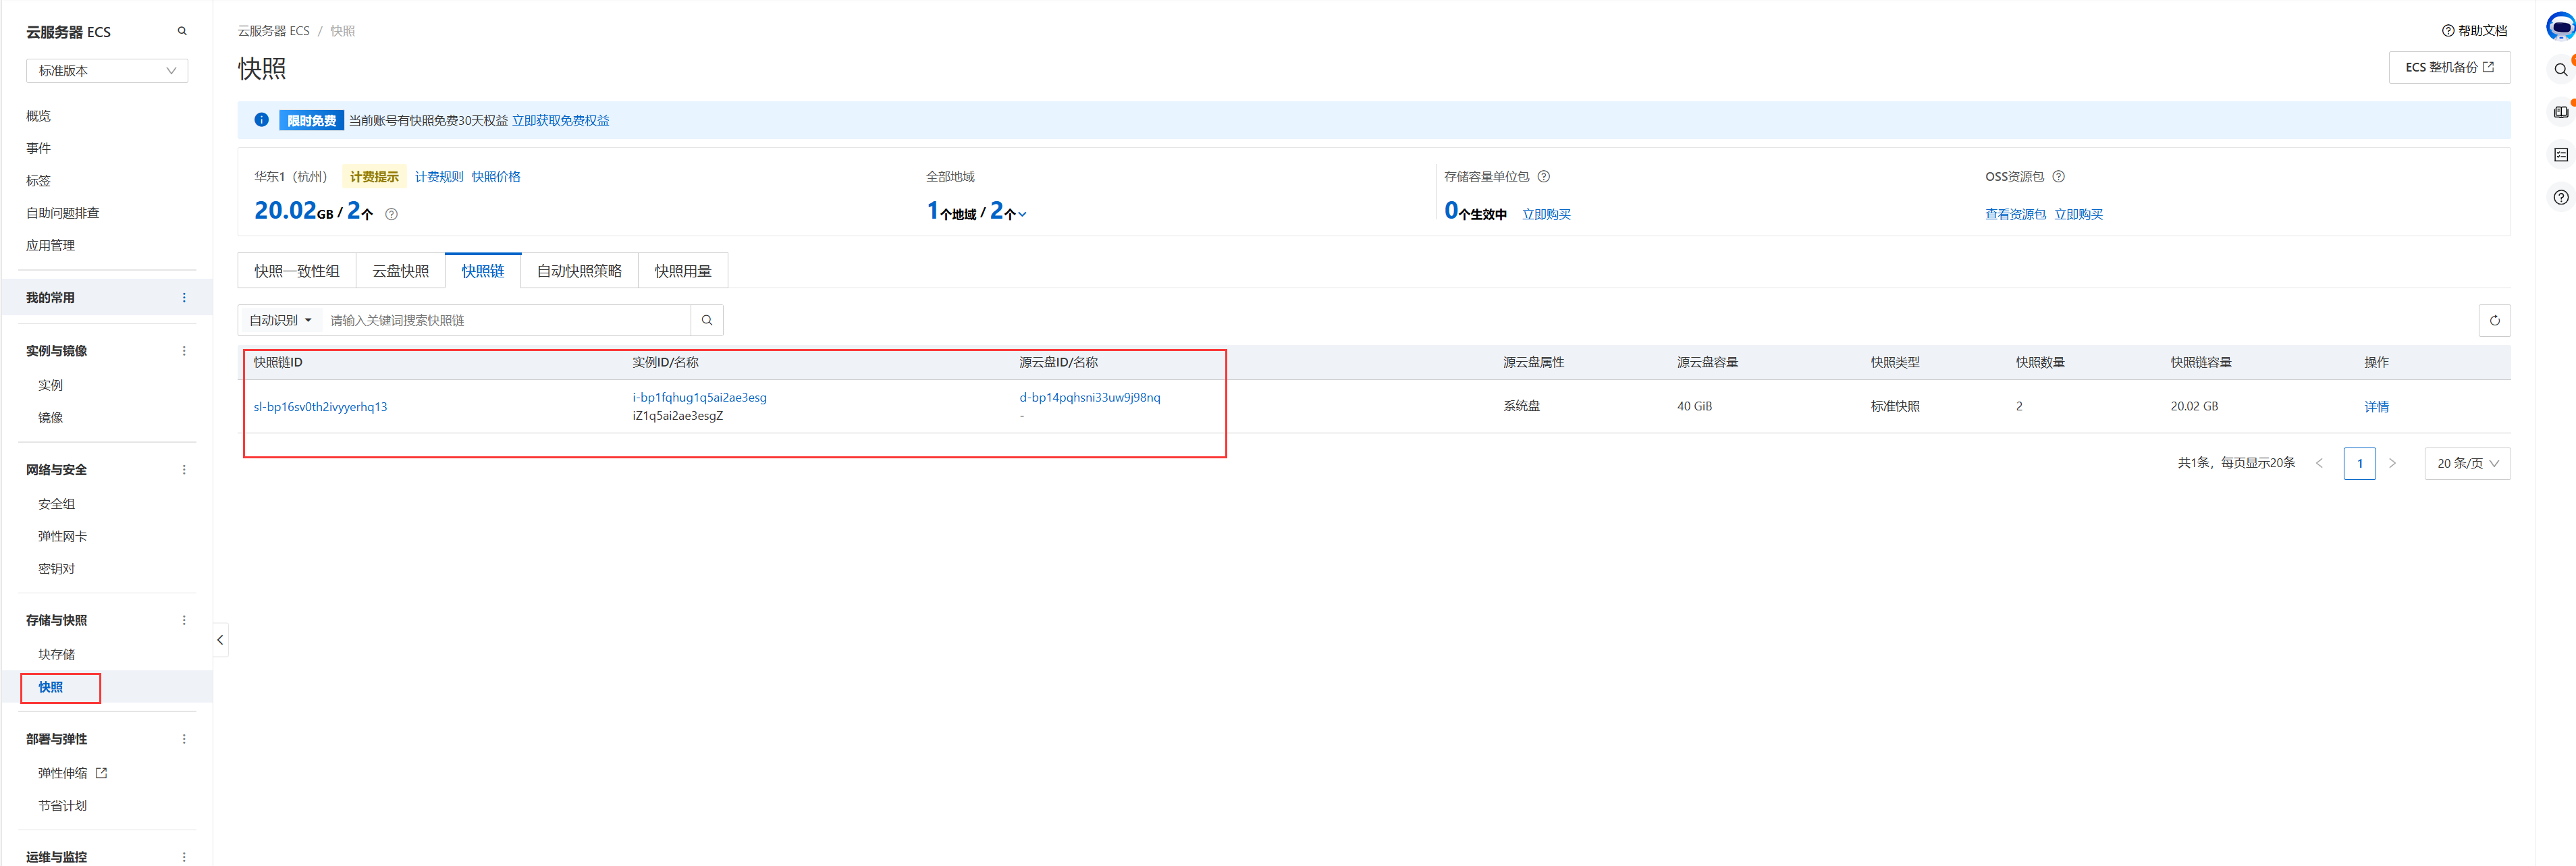 云服务器 ECS
标准版本
概览
事件
标签
自助问题排查
应用管理
我的常用
实例与镜像
实例
镜像
网络与安全
安全组
弹性网卡
密钥对
存储与快照
块存储
快照
部署与弹性
弹性伸缩
节省计划
运维与监控
云服务器 ECS / 快照
帮助文档
快照
ECS 整机备份
限时免费 当前账号有快照免费30天权益 立即获取免费权益
华东1（杭州） 计费提示 计费规则 快照价格
20.02GB / 2个
全部地域
1个地域 / 2个
存储容量单位包
0个生效中 立即购买
OSS资源包
查看资源包 立即购买
快照一致性组 云盘快照 快照链 自动快照策略 快照用量
自动识别 请输入关键词搜索快照链
快照链ID 实例ID/名称 源云盘ID/名称 源云盘属性 源云盘容量 快照类型 快照数量 快照链容量 操作
sl-bp16sv0th2ivyyerhq13 i-bp1fqhug1q5ai2ae3esg d-bp14pqhsni33uw9j98nq 系统盘 40 GiB 标准快照 2 20.02 GB 详情
iZ1q5ai2ae3esgZ -
共1条，每页显示20条 1 20 条/页